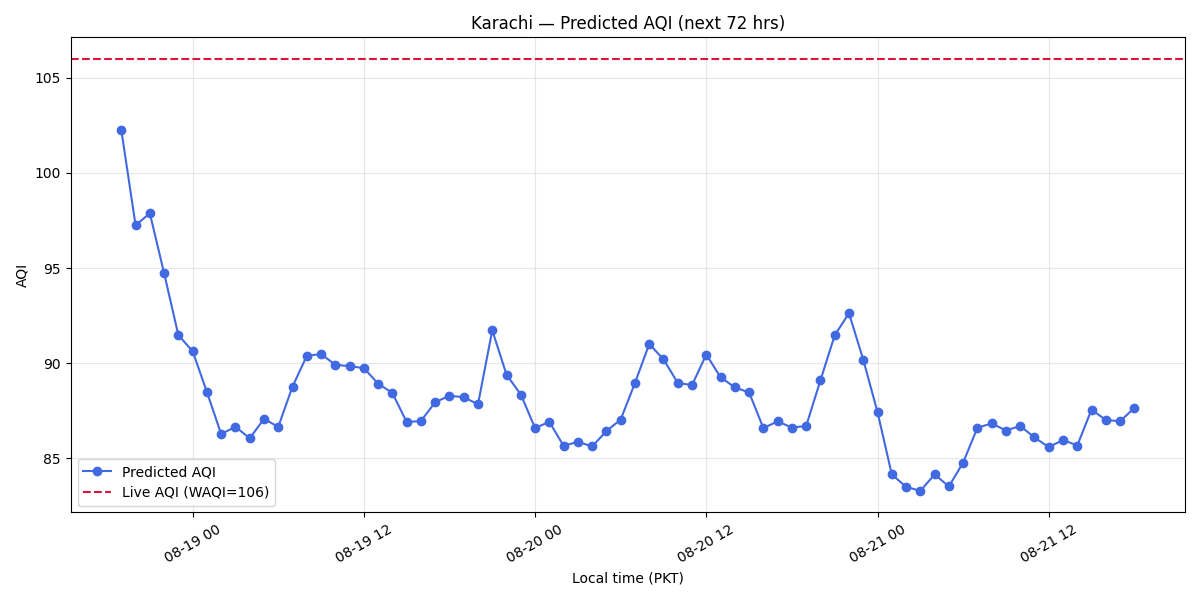 Karachi — Predicted AQI (next 72 hrs)
AQI
105
100
95
90
85
Predicted AQI
Live AQI (WAQI=106)
08-19 00
08-19 12
08-20 00
08-20 12
08-21 00
08-21 12
Local time (PKT)